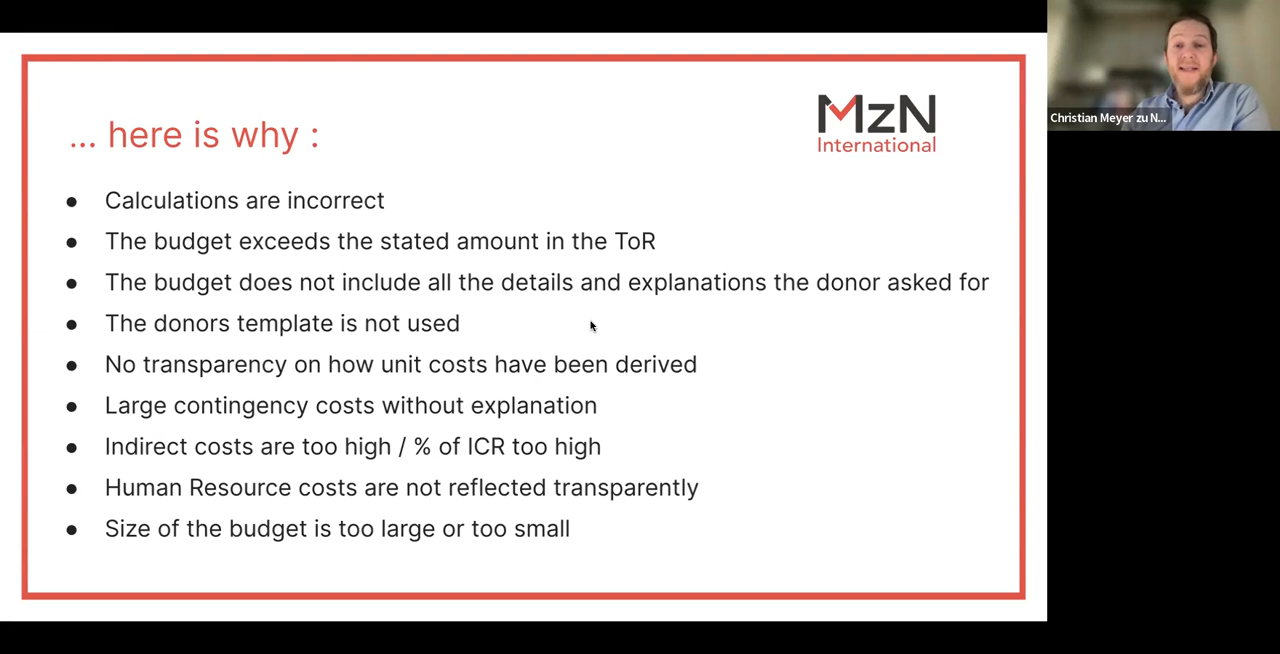 ... here is why :
MzN
International
Calculations are incorrect
The budget exceeds the stated amount in the ToR
The budget does not include all the details and explanations the donor asked for
The donors template is not used
No transparency on how unit costs have been derived
Large contingency costs without explanation
Indirect costs are too high / % of ICR too high
Human Resource costs are not reflected transparently
Size of the budget is too large or too small
Christian Meyer zu N...